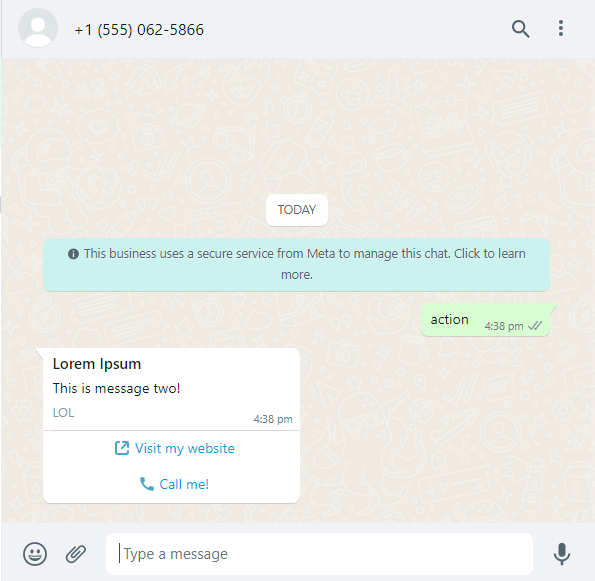 +1 (555) 062-5866
TODAY
This business uses a secure service from Meta to manage this chat. Click to learn
more.
action 4:38 pm
Lorem Ipsum
This is message two!
LOL 4:38 pm
Visit my website
Call me!
Type a message